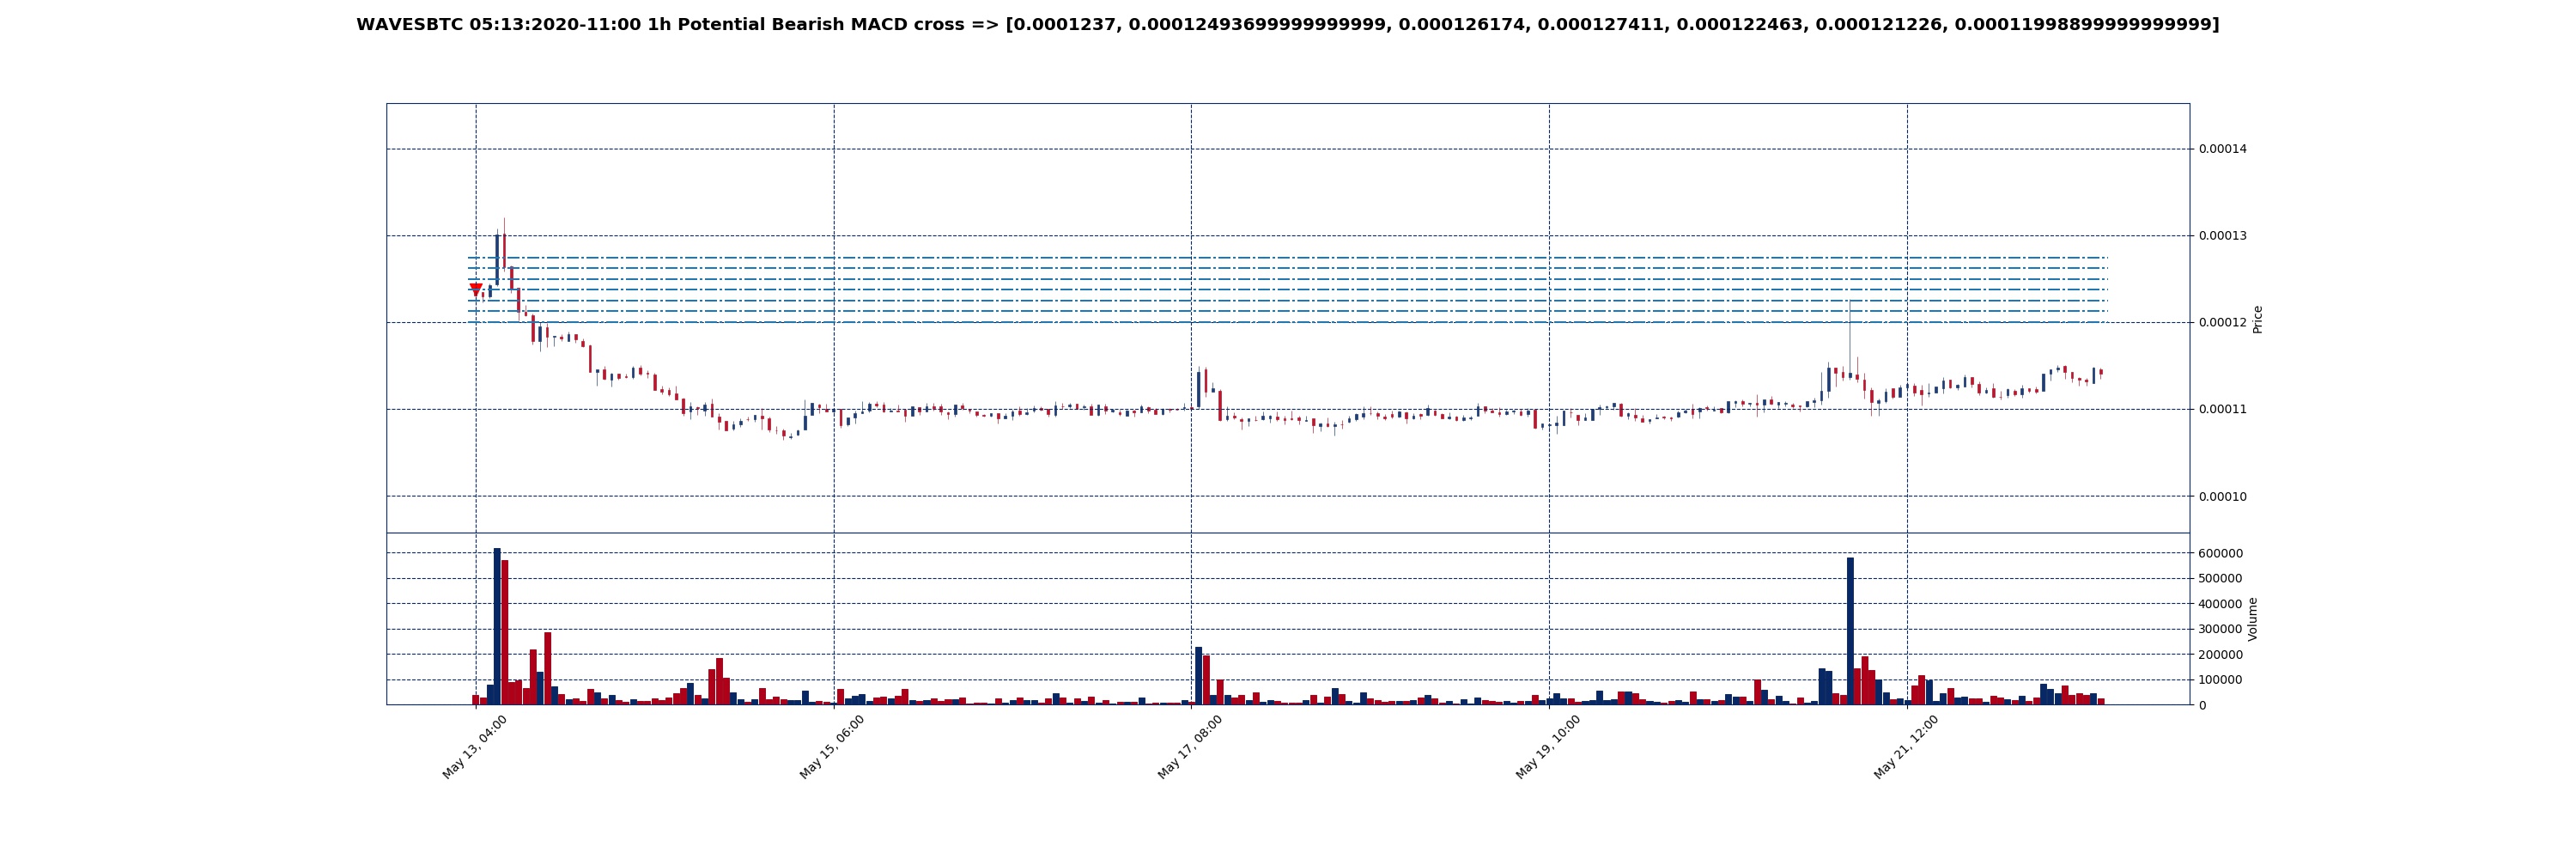 WAVESBTC 05:13:2020-11:00 1h Potential Bearish MACD cross => [0.0001237, 0.00012493699999999999, 0.000126174, 0.000127411, 0.000122463, 0.000121226, 0.00011998899999999999]
0.00014
0.00013
0.00012
0.00011
0.00010
Price
600000
500000
400000
300000
200000
100000
0
Volume
May 13, 04:00
May 15, 06:00
May 17, 08:00
May 19, 10:00
May 21, 12:00